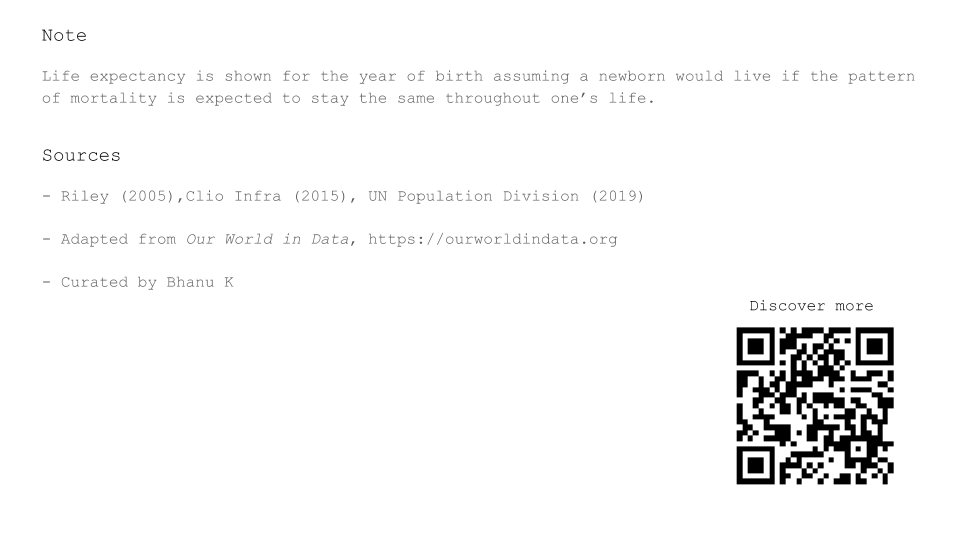 Note
Life expectancy is shown for the year of birth assuming a newborn would live if the pattern
of mortality is expected to stay the same throughout one’s life.
Sources
- Riley (2005),Clio Infra (2015), UN Population Division (2019)
- Adapted from Our World in Data, https://ourworldindata.org
- Curated by Bhanu K
Discover more